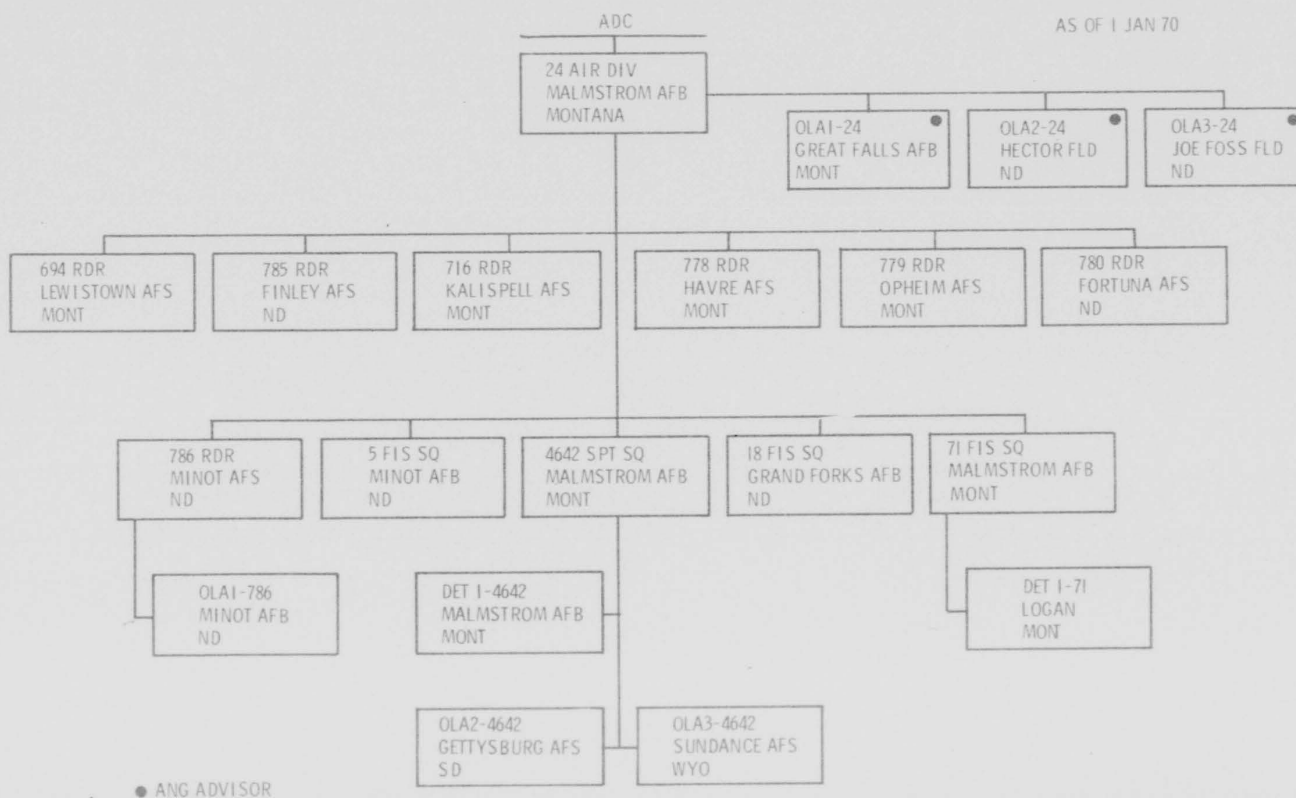 ADC
AS OF 1 JAN 70
24 AIR DIV
MALMSTROM AFB
MONTANA
OLA1-24
GREAT FALLS AFB
MONT
OLA2-24
HECTOR FLD
ND
OLA3-24
JOE FOSS FLD
ND
694 RDR
LEWISTOWN AFS
MONT
785 RDR
FINLEY AFS
ND
716 RDR
KALISPELL AFS
MONT
778 RDR
HAVRE AFS
MONT
779 RDR
OPHEIM AFS
MONT
780 RDR
FORTUNA AFS
ND
786 RDR
MINOT AFS
ND
5 FIS SQ
MINOT AFB
ND
4642 SPT SQ
MALMSTROM AFB
MONT
18 FIS SQ
GRAND FORKS AFB
ND
71 FIS SQ
MALMSTROM AFB
MONT
OLA1-786
MINOT AFB
ND
DET 1-4642
MALMSTROM AFB
MONT
DET 1-71
LOGAN
MONT
OLA2-4642
GETTYSBURG AFS
SD
OLA3-4642
SUNDANCE AFS
WYO
● ANG ADVISOR